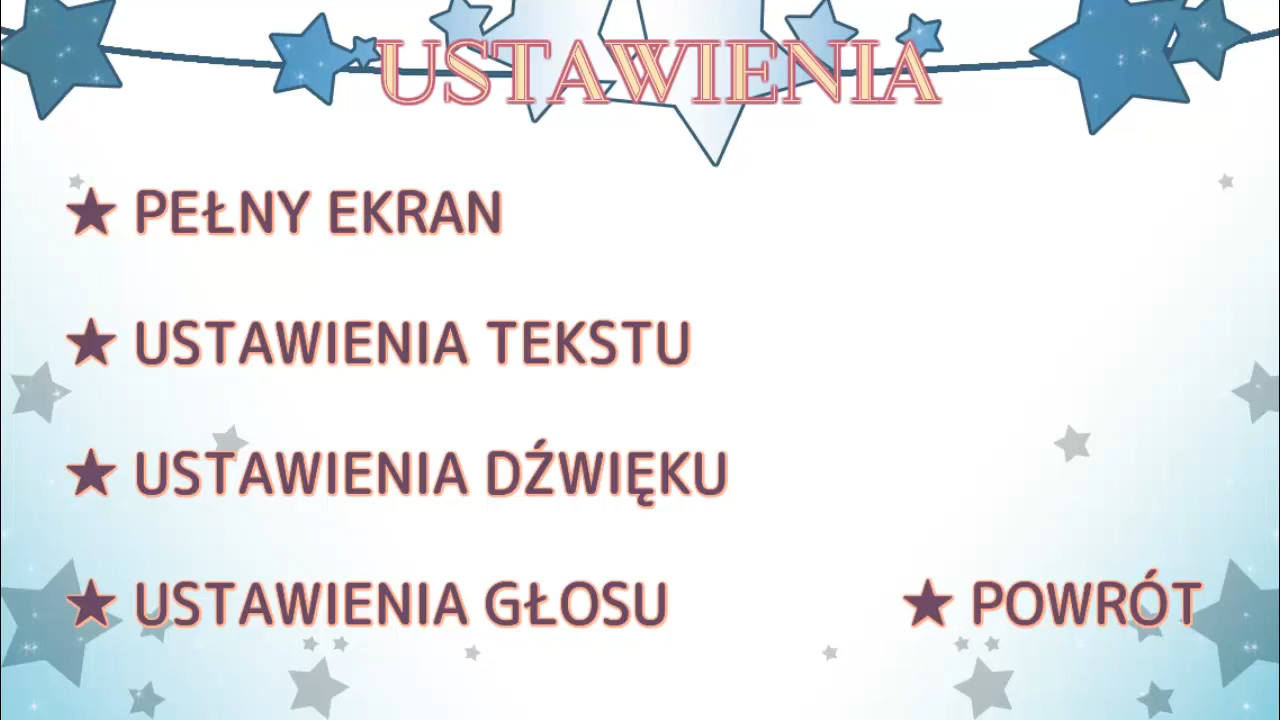 USTAWIENIA
★ PEŁNY EKRAN
★ USTAWIENIA TEKSTU
★ USTAWIENIA DŹWIĘKU
★ USTAWIENIA GŁOSU
★ POWRÓT